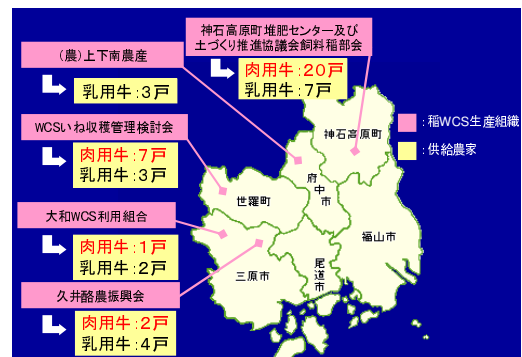 神石高原町堆肥センター及び
土づくり推進協議会飼料稲部会
肉用牛:20戸
乳用牛:7戸
(農)上下南農産
乳用牛:3戸
WCSいね収穫管理検討会
肉用牛:7戸
乳用牛:3戸
大和WCS利用組合
肉用牛:1戸
乳用牛:2戸
久井酪農振興会
肉用牛:2戸
乳用牛:4戸
:稲WCS生産組織
:供給農家
神石高原町
府中市
世羅町
福山市
尾道市
三原市